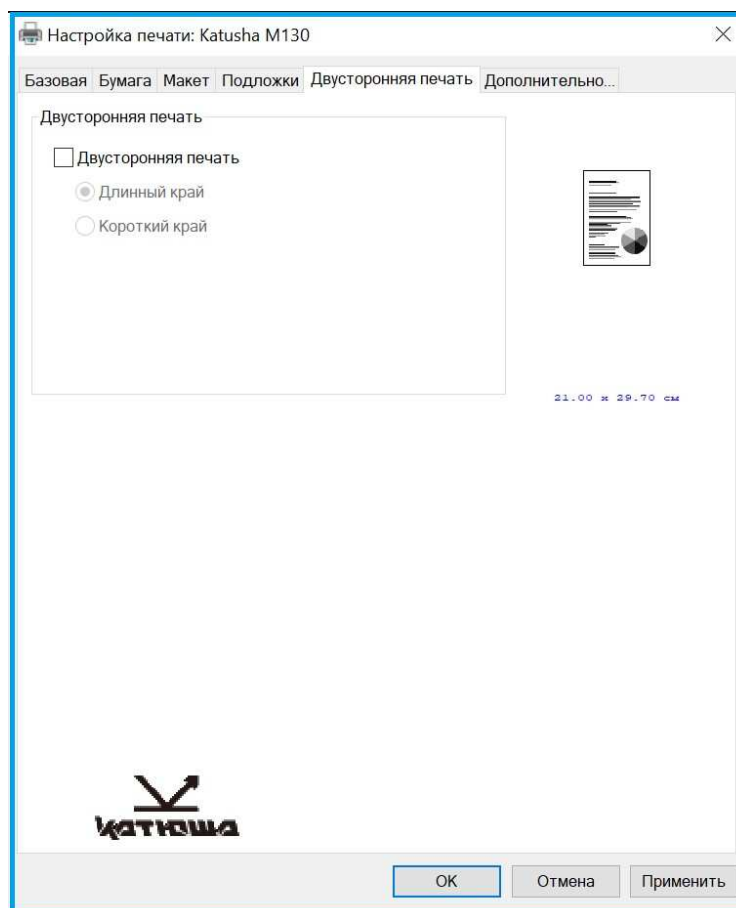 Настройка печати: Katusha M130
Базовая Бумага Макет Подложки Двусторонняя печать Дополнительно...
Двусторонняя печать
Двусторонняя печать
Длинный край
Короткий край
21.00 x 29.70 см
катюша
OK Отмена Применить